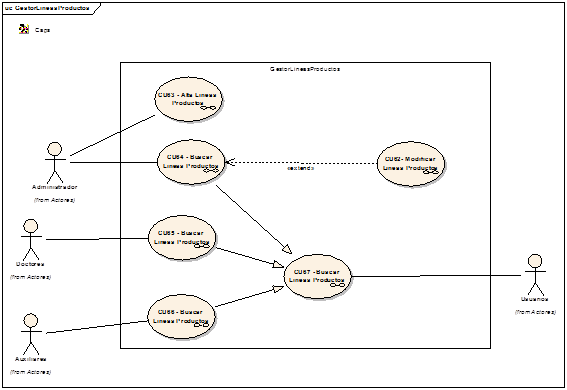 uc GestorLineasProductos
Caps
GestorLineasProductos
CU63 - Alta Lineas
Productos
CU64 - Buscar
Lineas Productos
CU62- Modificar
Lineas Productos
«extend»
Administrador
(from Actores)
CU65 - Buscar
Lineas Productos
Doctores
(from Actores)
CU67 - Buscar
Lineas Productos
Usuarios
(from Actores)
CU66 - Buscar
Lineas Productos
Auxiliares
(from Actores)